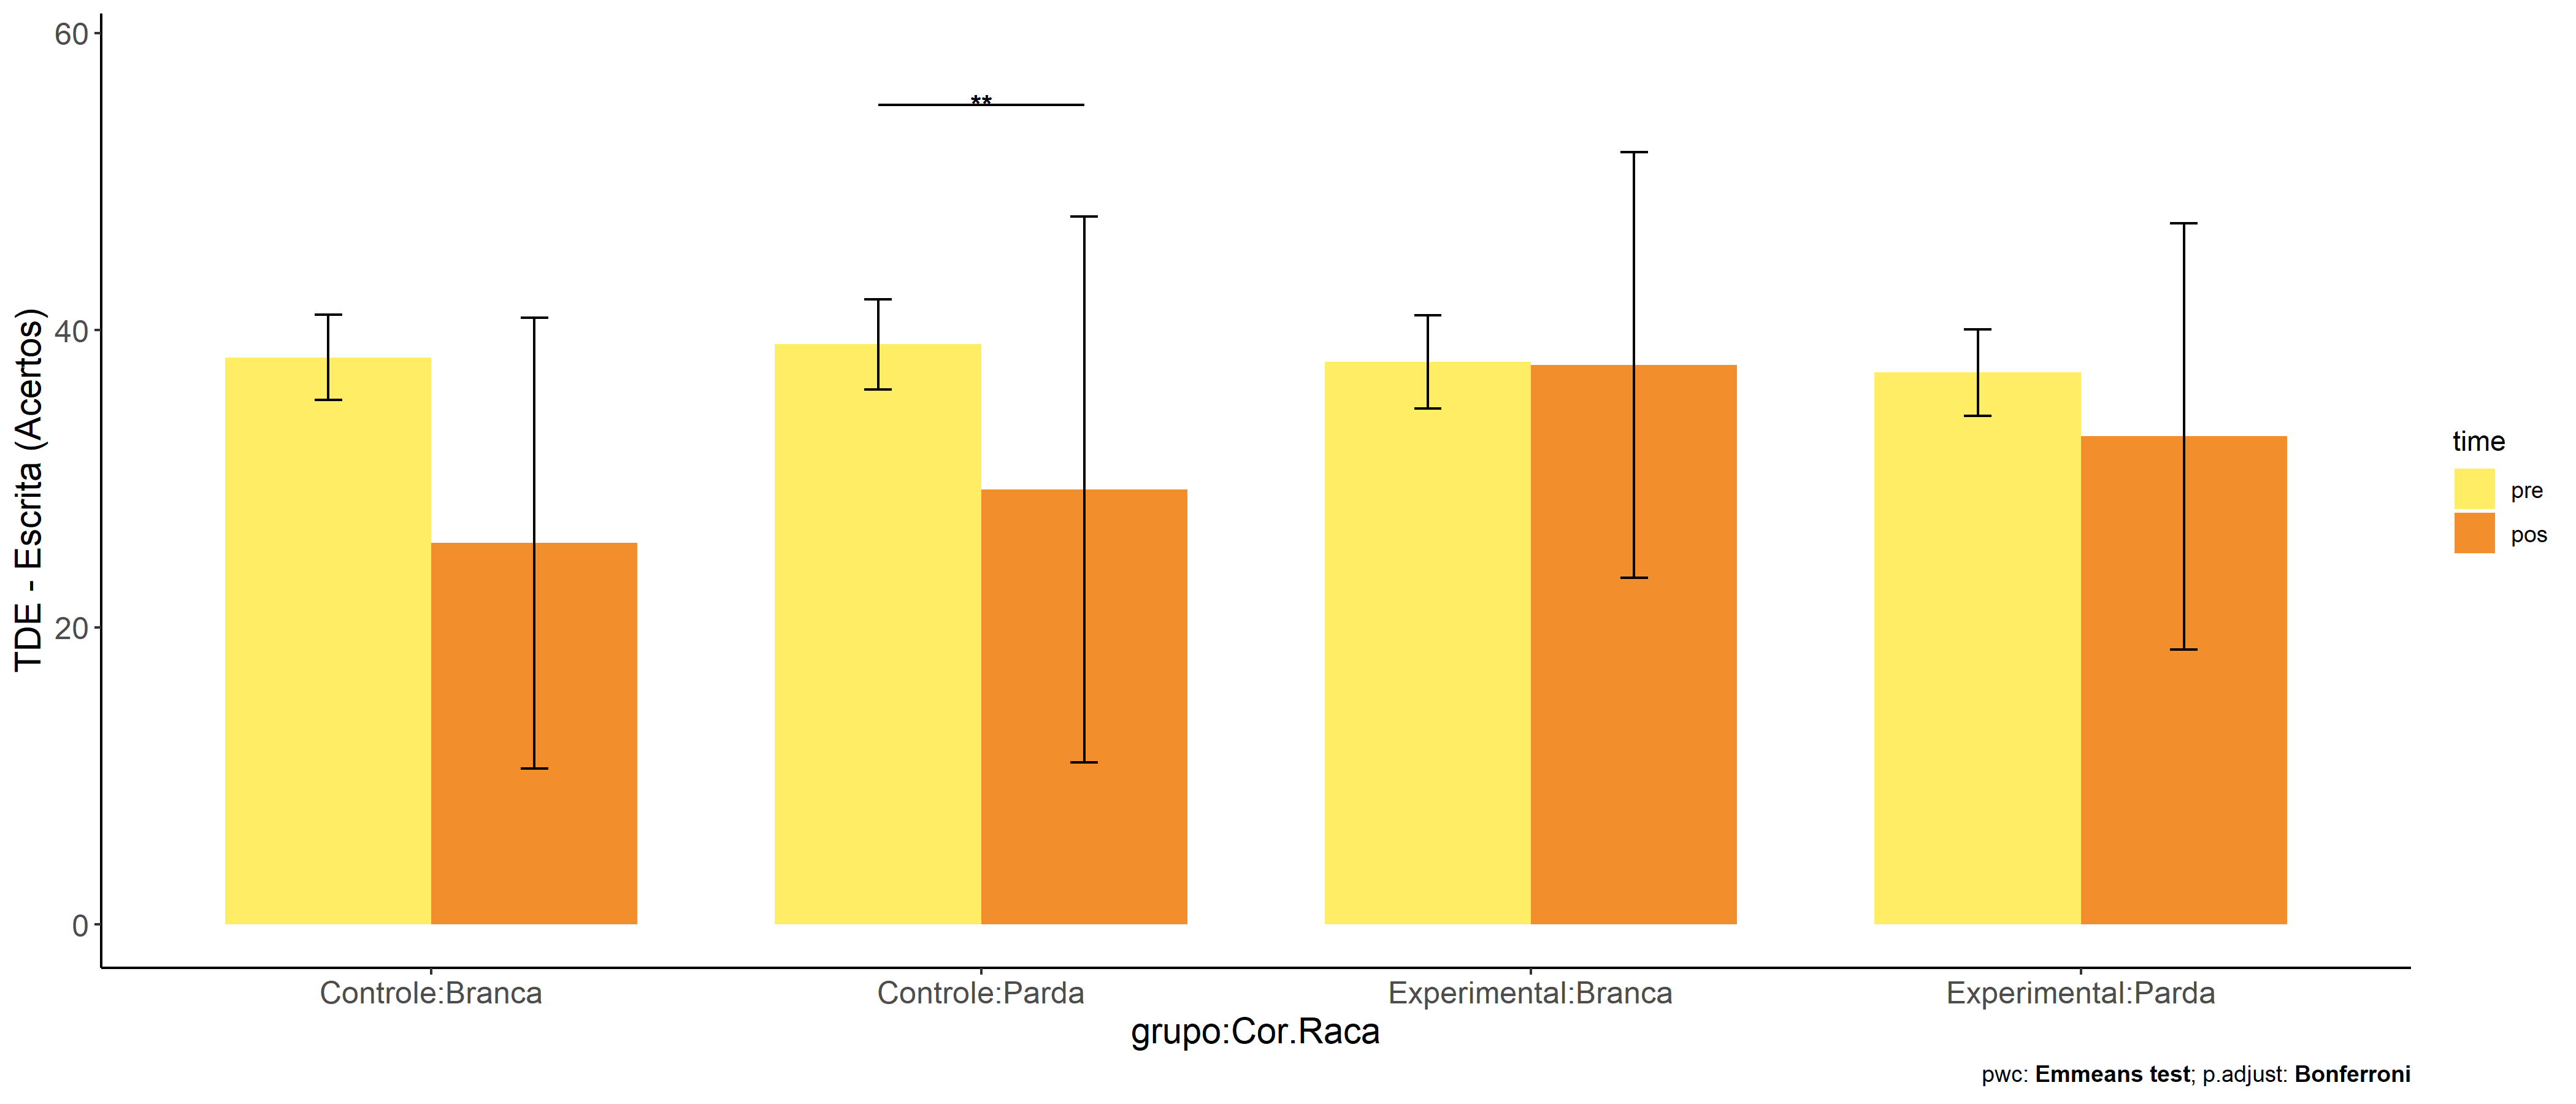 60
40
20
0
TDE - Escrita (Acertos)
**
Controle:Branca
Controle:Parda
Experimental:Branca
Experimental:Parda
grupo:Cor.Raca
time
pre
pos
pwc: Emmeans test; p.adjust: Bonferroni